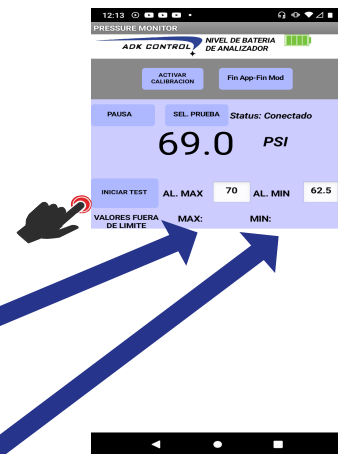 12:13
PRESSURE MONITOR
ADK CONTROL
NIVEL DE BATERIA
DE ANALIZADOR
ACTIVAR
CALIBRACION
Fin App-Fin Mod
PAUSA
SEL. PRUEBA
Status: Conectado
69.0 PSI
INICIAR TEST
AL. MAX 70 AL. MIN 62.5
VALORES FUERA
DE LIMITE
MAX: MIN: